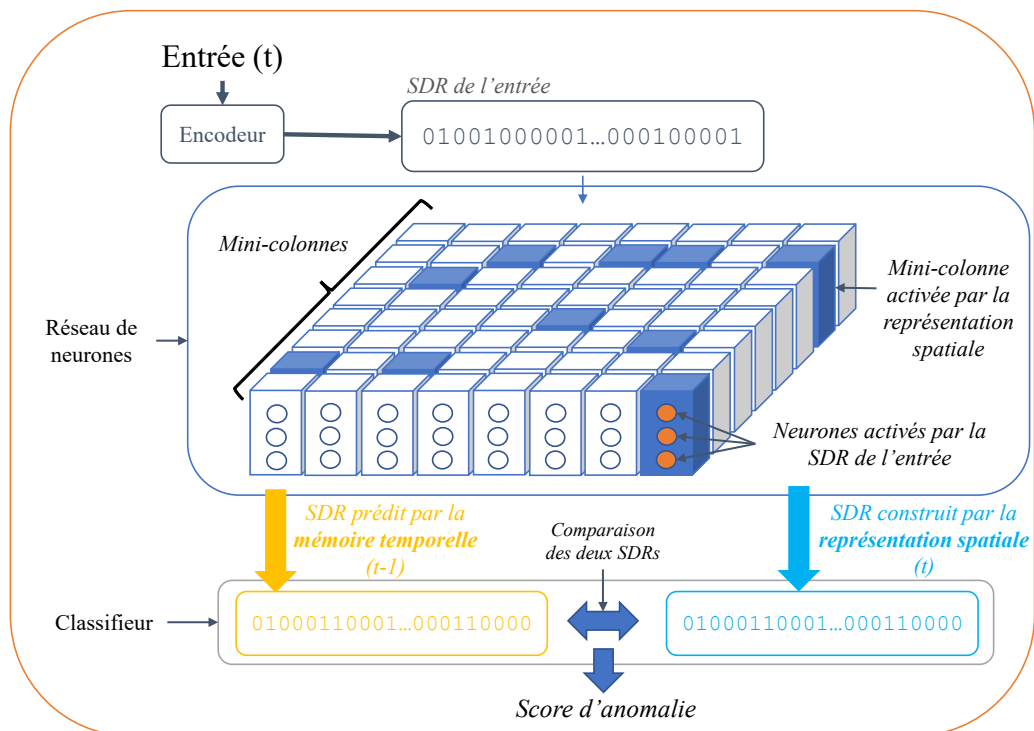 Entrée (t)
SDR de l'entrée
Encodeur
01001000001…000100001
Mini-colonnes
Mini-colonne
activée par la
représentation
spatiale
Réseau de
neurones
Neurones activés par la
SDR de l'entrée
SDR prédit par la
mémoire temporelle
(t-1)
Comparaison
des deux SDRs
SDR construit par la
représentation spatiale
(t)
Classifieur
01000110001…000110000
01000110001…000110000
Score d'anomalie